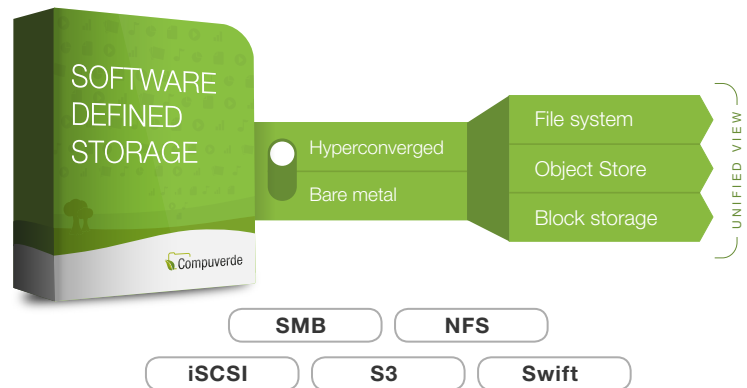 SOFTWARE
DEFINED
STORAGE
Compuverde
Hyperconverged
Bare metal
File system
Object Store
Block storage
UNIFIED VIEW
SMB NFS
iSCSI S3 Swift